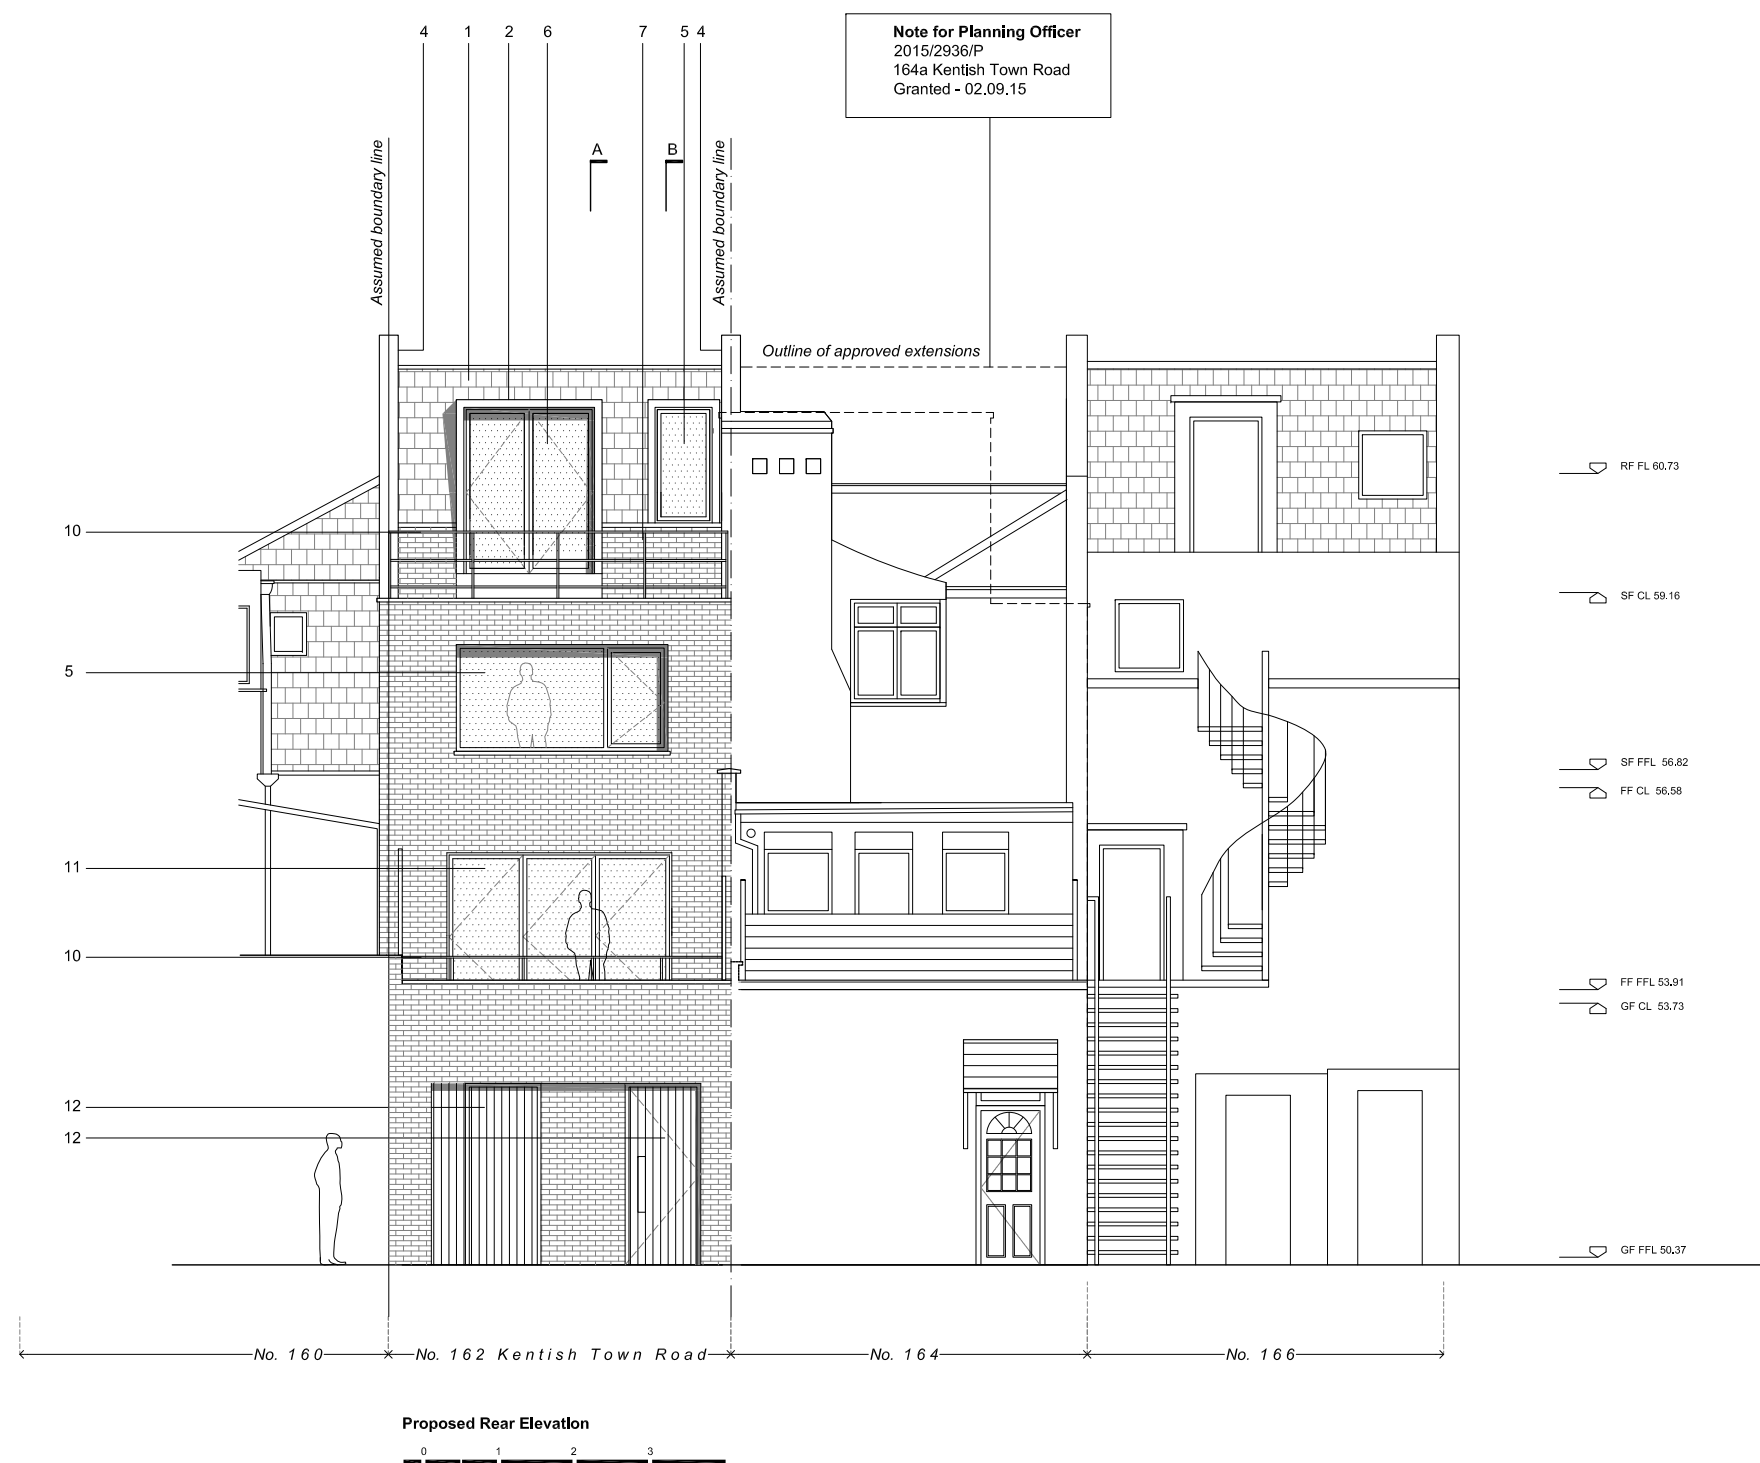 Note for Planning Officer
2015/2936/P
164a Kentish Town Road
Granted - 02.09.15
4 1 2 6 7 5 4
A B
Assumed boundary line
Assumed boundary line
Outline of approved extensions
RF FL 60.73
10
SF CL 59.16
5
SF FFL 56.82
FF CL 56.58
11
10
FF FFL 53.91
GF CL 53.73
12
12
GF FFL 50.37
No. 160
No. 162 Kentish Town Road
No. 164
No. 166
Proposed Rear Elevation
0 1 2 3